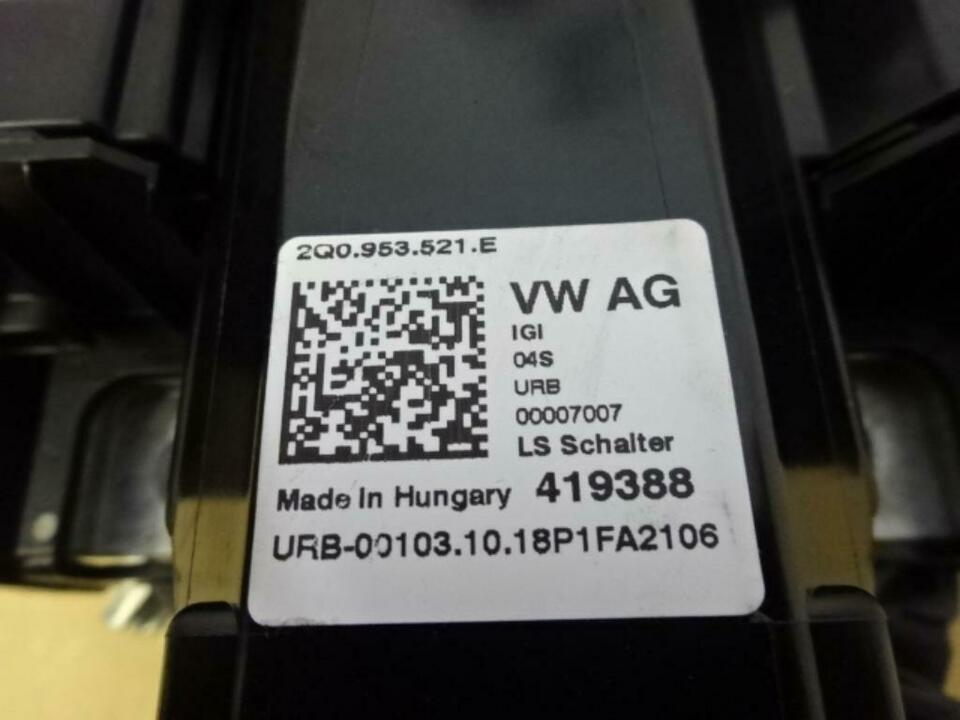 2Q0.953.521.E
VW AG
IGI
04S
URB
00007007
LS Schalter
Made In Hungary 419388
URB-00103.10.18P1FA2106